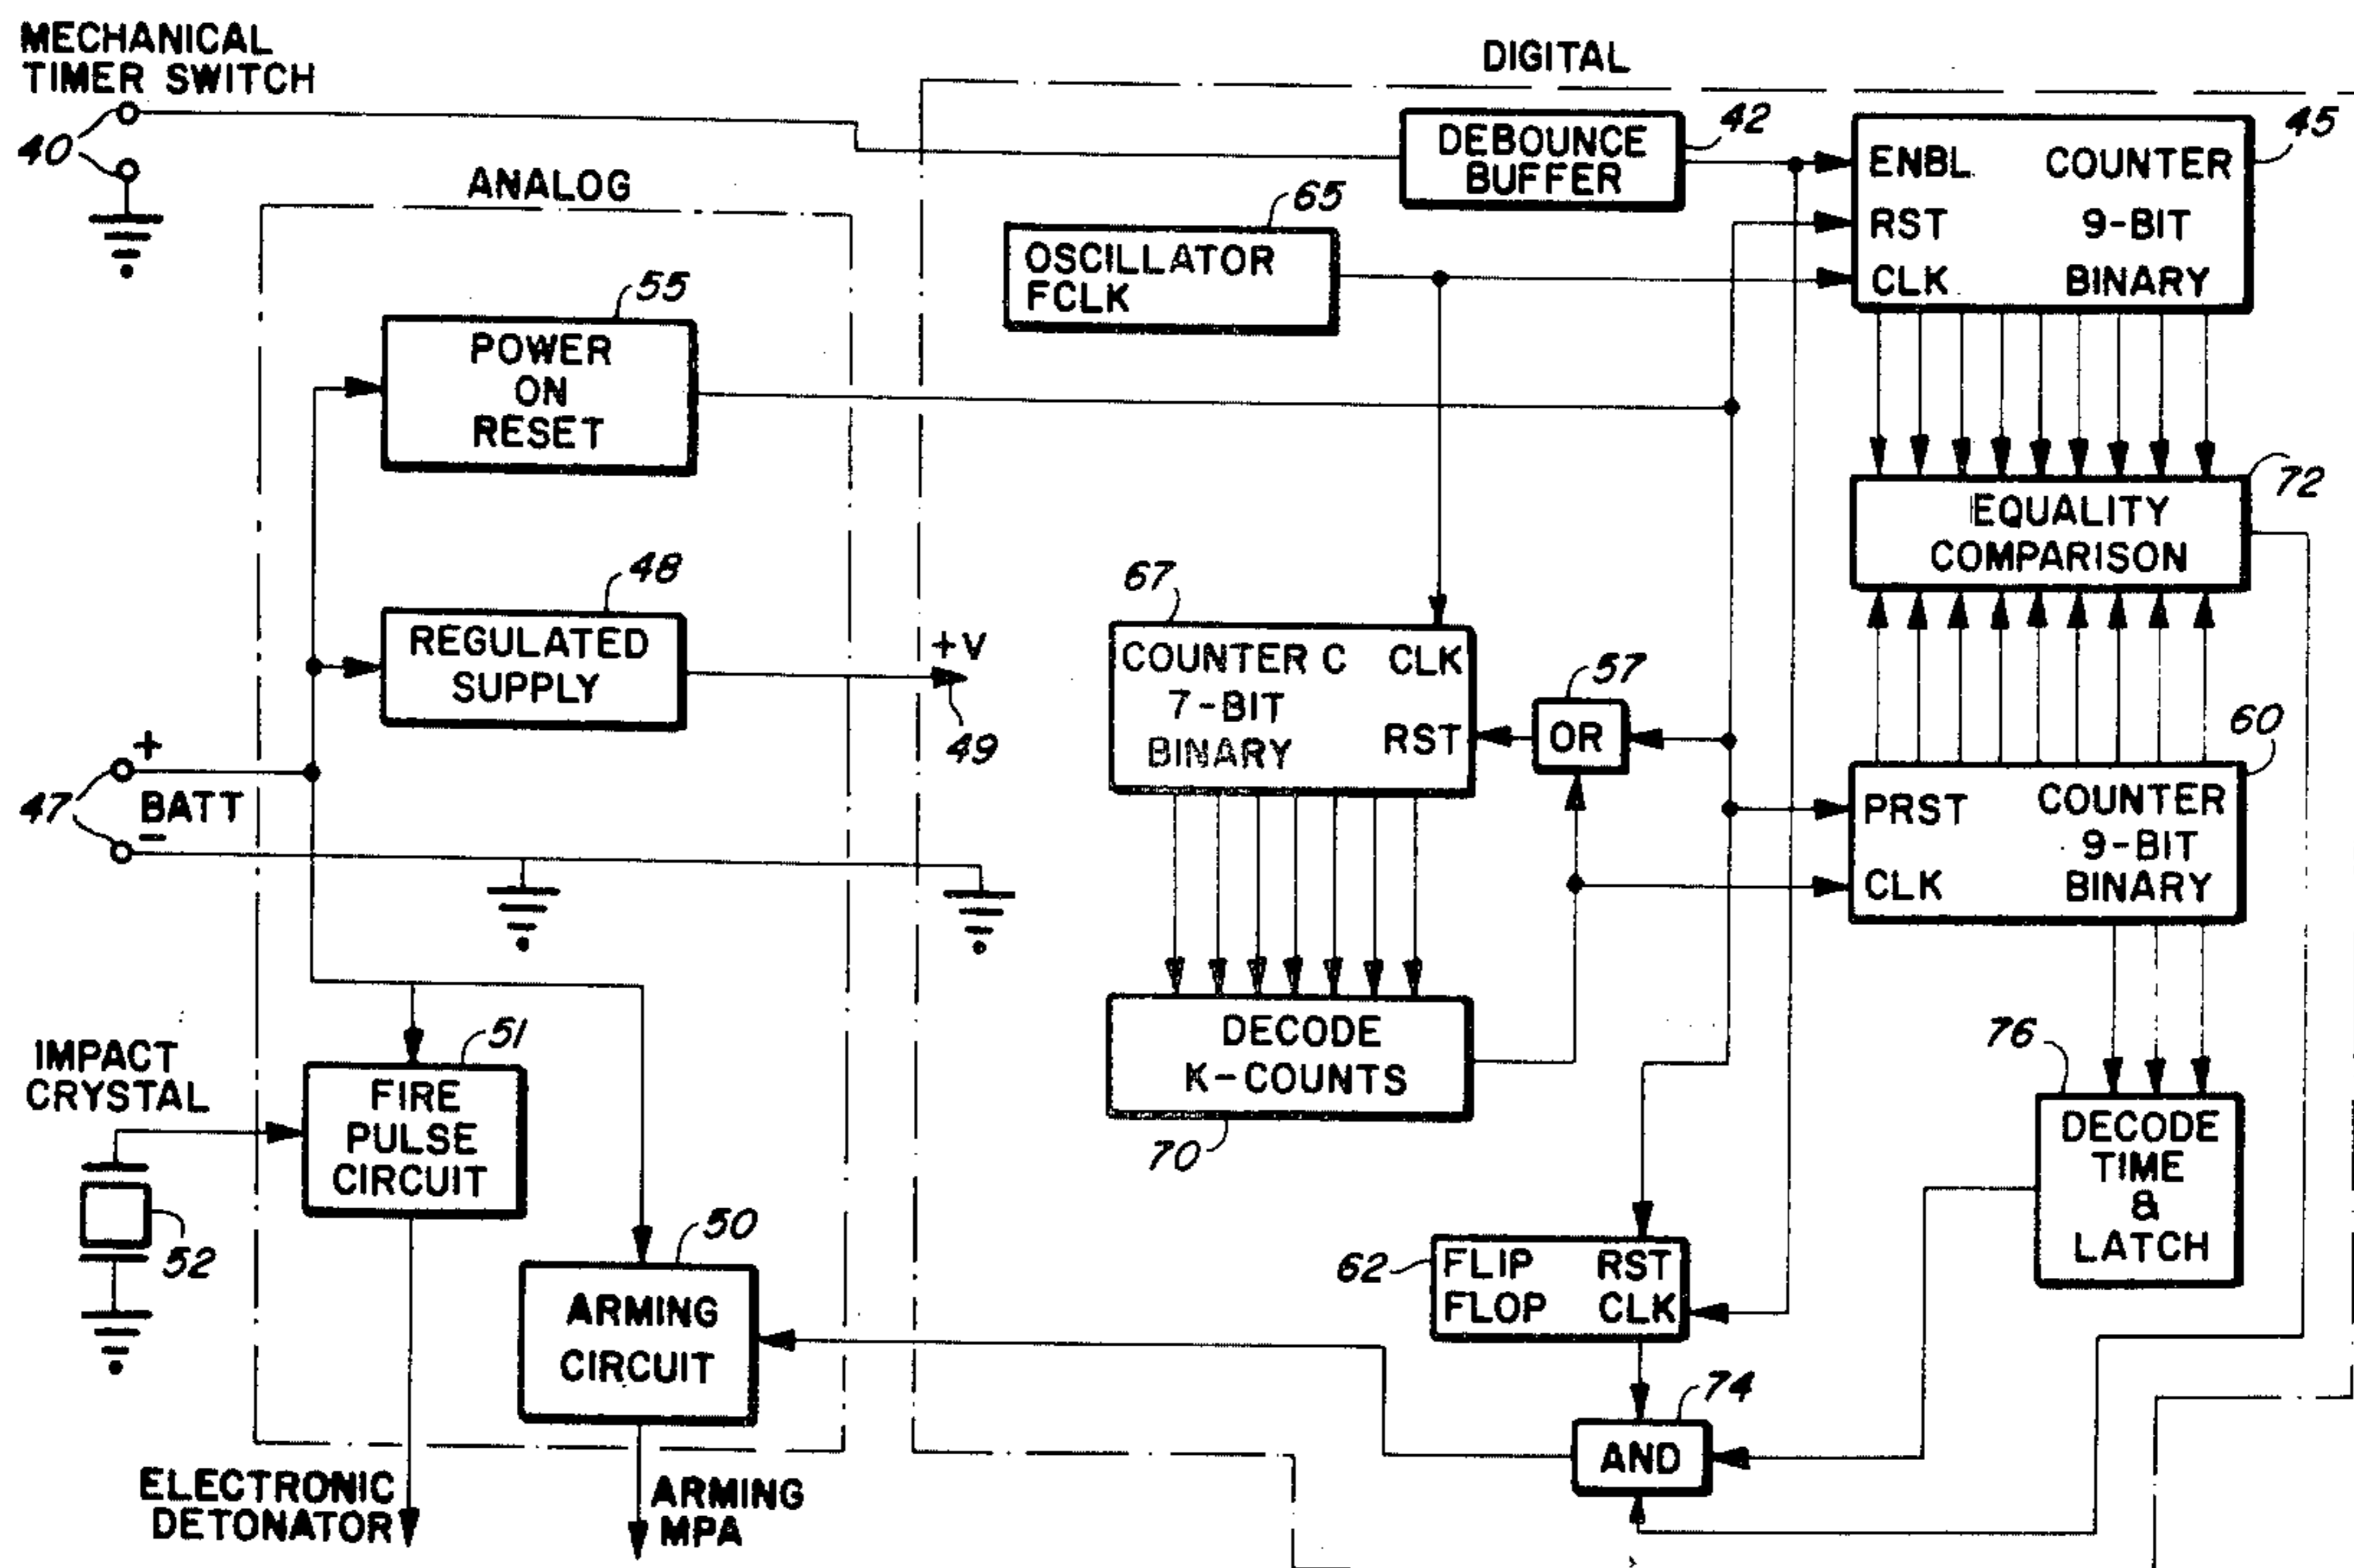 MECHANICAL
TIMER SWITCH
40
ANALOG
DIGITAL
DEBOUNCE
BUFFER
42
ENBL COUNTER
RST 9-BIT
CLK BINARY
45
OSCILLATOR
FCLK
65
POWER
ON
RESET
55
REGULATED
SUPPLY
48
+V
49
EQUALITY
COMPARISON
72
COUNTER C CLK
7-BIT
BINARY RST
67
OR
57
PRST COUNTER
9-BIT
CLK BINARY
60
+
BATT
−
47
DECODE
K-COUNTS
70
DECODE
TIME
&
LATCH
76
IMPACT
CRYSTAL
52
FIRE
PULSE
CIRCUIT
51
ARMING
CIRCUIT
50
FLIP RST
FLOP CLK
62
AND
74
ELECTRONIC
DETONATOR
ARMING
MPA